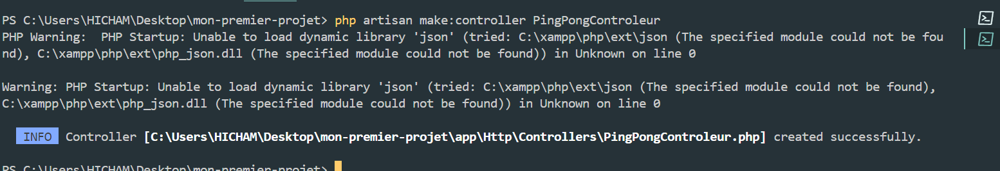 PS C:\Users\HICHAM\Desktop\mon-premier-projet> php artisan make:controller PingPongControleur
PHP Warning:  PHP Startup: Unable to load dynamic library 'json' (tried: C:\xampp\php\ext\json (The specified module could not be fou
nd), C:\xampp\php\ext\php_json.dll (The specified module could not be found)) in Unknown on line 0
Warning: PHP Startup: Unable to load dynamic library 'json' (tried: C:\xampp\php\ext\json (The specified module could not be found),
C:\xampp\php\ext\php_json.dll (The specified module could not be found)) in Unknown on line 0
INFO  Controller [C:\Users\HICHAM\Desktop\mon-premier-projet\app\Http\Controllers\PingPongControleur.php] created successfully.
PS C:\Users\HICHAM\Desktop\mon-premier-projet>